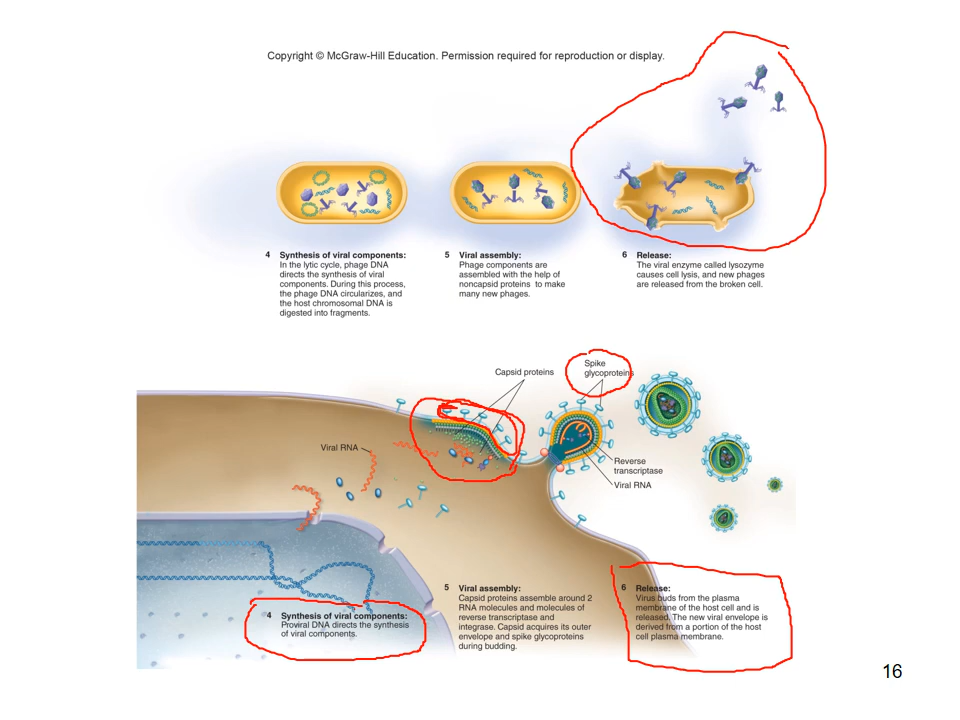 Copyright © McGraw-Hill Education. Permission required for reproduction or display.
4 Synthesis of viral components:
In the lytic cycle, phage DNA
directs the synthesis of viral
components. During this process,
the phage DNA circularizes, and
the host chromosomal DNA is
digested into fragments.
5 Viral assembly:
Phage components are
assembled with the help of
noncapsid proteins to make
many new phages.
6 Release:
The viral enzyme called lysozyme
causes cell lysis, and new phages
are released from the broken cell.
Spike
glycoproteins
Capsid proteins
Viral RNA
Reverse
transcriptase
Viral RNA
4 Synthesis of viral components:
Proviral DNA directs the synthesis
of viral components.
5 Viral assembly:
Capsid proteins assemble around 2
RNA molecules and molecules of
reverse transcriptase and
integrase. Capsid acquires its outer
envelope and spike glycoproteins
during budding.
6 Release:
Virus buds from the plasma
membrane of the host cell and is
released. The new viral envelope is
derived from a portion of the host
cell plasma membrane.
16